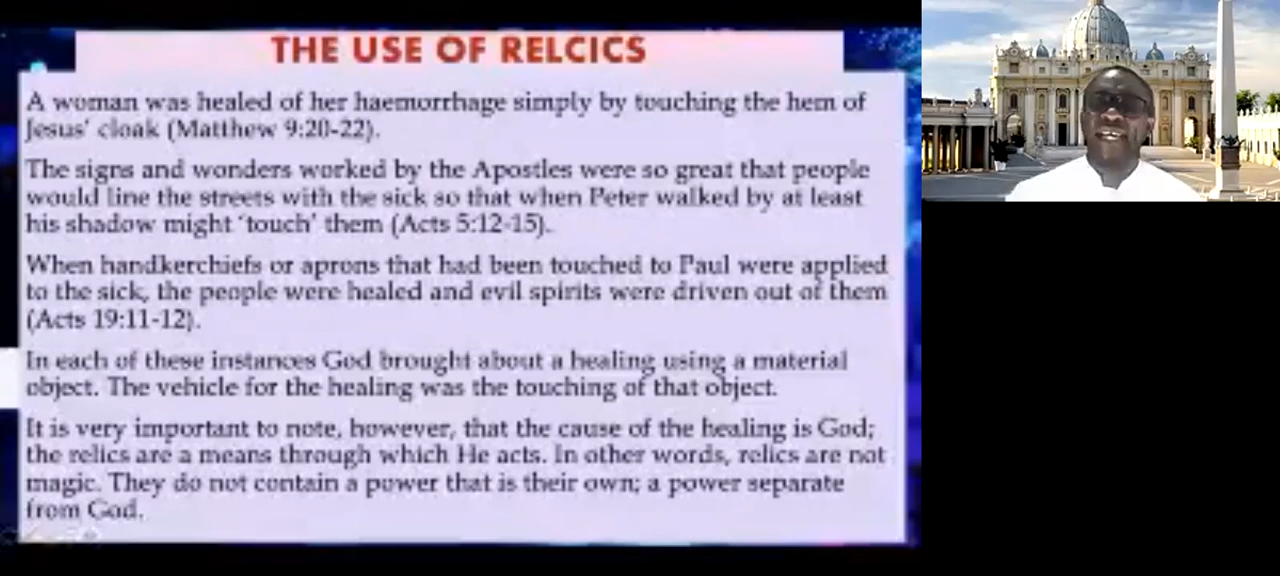 THE USE OF RELCICS
A woman was healed of her haemorrhage simply by touching the hem of
Jesus' cloak (Matthew 9:20-22).
The signs and wonders worked by the Apostles were so great that people
would line the streets with the sick so that when Peter walked by at least
his shadow might 'touch' them (Acts 5:12-15).
When handkerchiefs or aprons that had been touched to Paul were applied
to the sick, the people were healed and evil spirits were driven out of them
(Acts 19:11-12).
In each of these instances God brought about a healing using a material
object. The vehicle for the healing was the touching of that object.
It is very important to note, however, that the cause of the healing is God;
the relics are a means through which He acts. In other words, relics are not
magic. They do not contain a power that is their own; a power separate
from God.